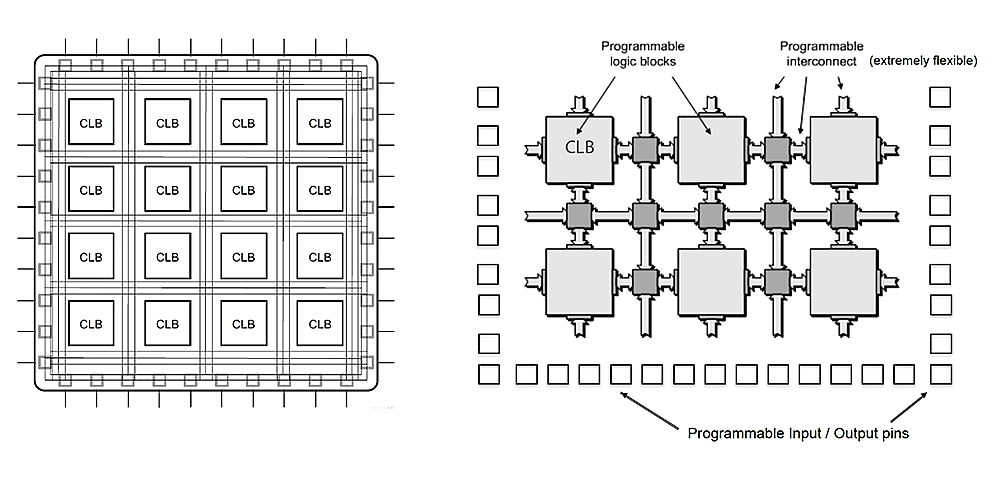 CLB CLB CLB CLB
CLB CLB CLB CLB
CLB CLB CLB CLB
CLB CLB CLB CLB
Programmable
logic blocks
Programmable
interconnect (extremely flexible)
CLB
Programmable Input / Output pins